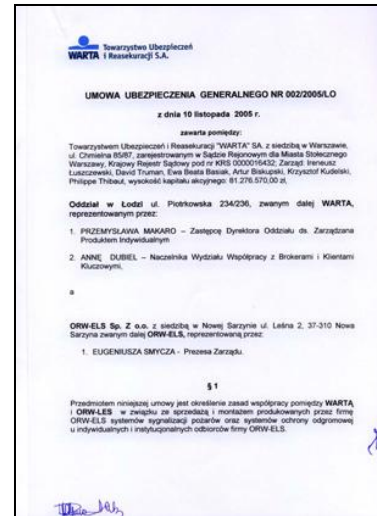 Towarzystwo Ubezpieczeń
WARTA i Reasekuracji S.A.
UMOWA UBEZPIECZENIA GENERALNEGO NR 002/2005/LO
z dnia 10 listopada 2005 r.
zawarta pomiędzy:
Towarzystwem Ubezpieczeń i Reasekuracji "WARTA" SA. z siedzibą w Warszawie,
ul. Chmielna 85/87, zarejestrowanym w Sądzie Rejonowym dla Miasta Stołecznego
Warszawy, Krajowy Rejestr Sądowy pod nr KRS 0000016432; Zarząd: Ireneusz
Łuszczewski, David Truman, Ewa Beata Basiak, Artur Biskupski, Krzysztof Kudelski,
Philippe Thibaut, wysokość kapitału akcyjnego: 81.276.570,00 zł,
Oddział w Łodzi ul. Piotrkowska 234/236, zwanym dalej WARTA,
reprezentowanym przez:
1. PRZEMYSŁAWA MAKARO – Zastępcę Dyrektora Oddziału ds. Zarządzana
Produktem Indywidualnym
2. ANNĘ DUBIEL – Naczelnika Wydziału Współpracy z Brokerami i Klientami
Kluczowymi,
a
ORW-ELS Sp. Z o.o. z siedzibą w Nowej Sarzynie ul. Leśna 2, 37-310 Nowa
Sarzyna zwanym dalej ORW-ELS, reprezentowaną przez:
1. EUGENIUSZA SMYCZA - Prezesa Zarządu.
§ 1
Przedmiotem niniejszej umowy jest określenie zasad współpracy pomiędzy WARTĄ
i ORW-LES w związku ze sprzedażą i montażem produkowanych przez firmę
ORW-ELS systemów sygnalizacji pożarów oraz systemów ochrony odgromowej
u indywidualnych i instytucjonalnych odbiorców firmy ORW-ELS.